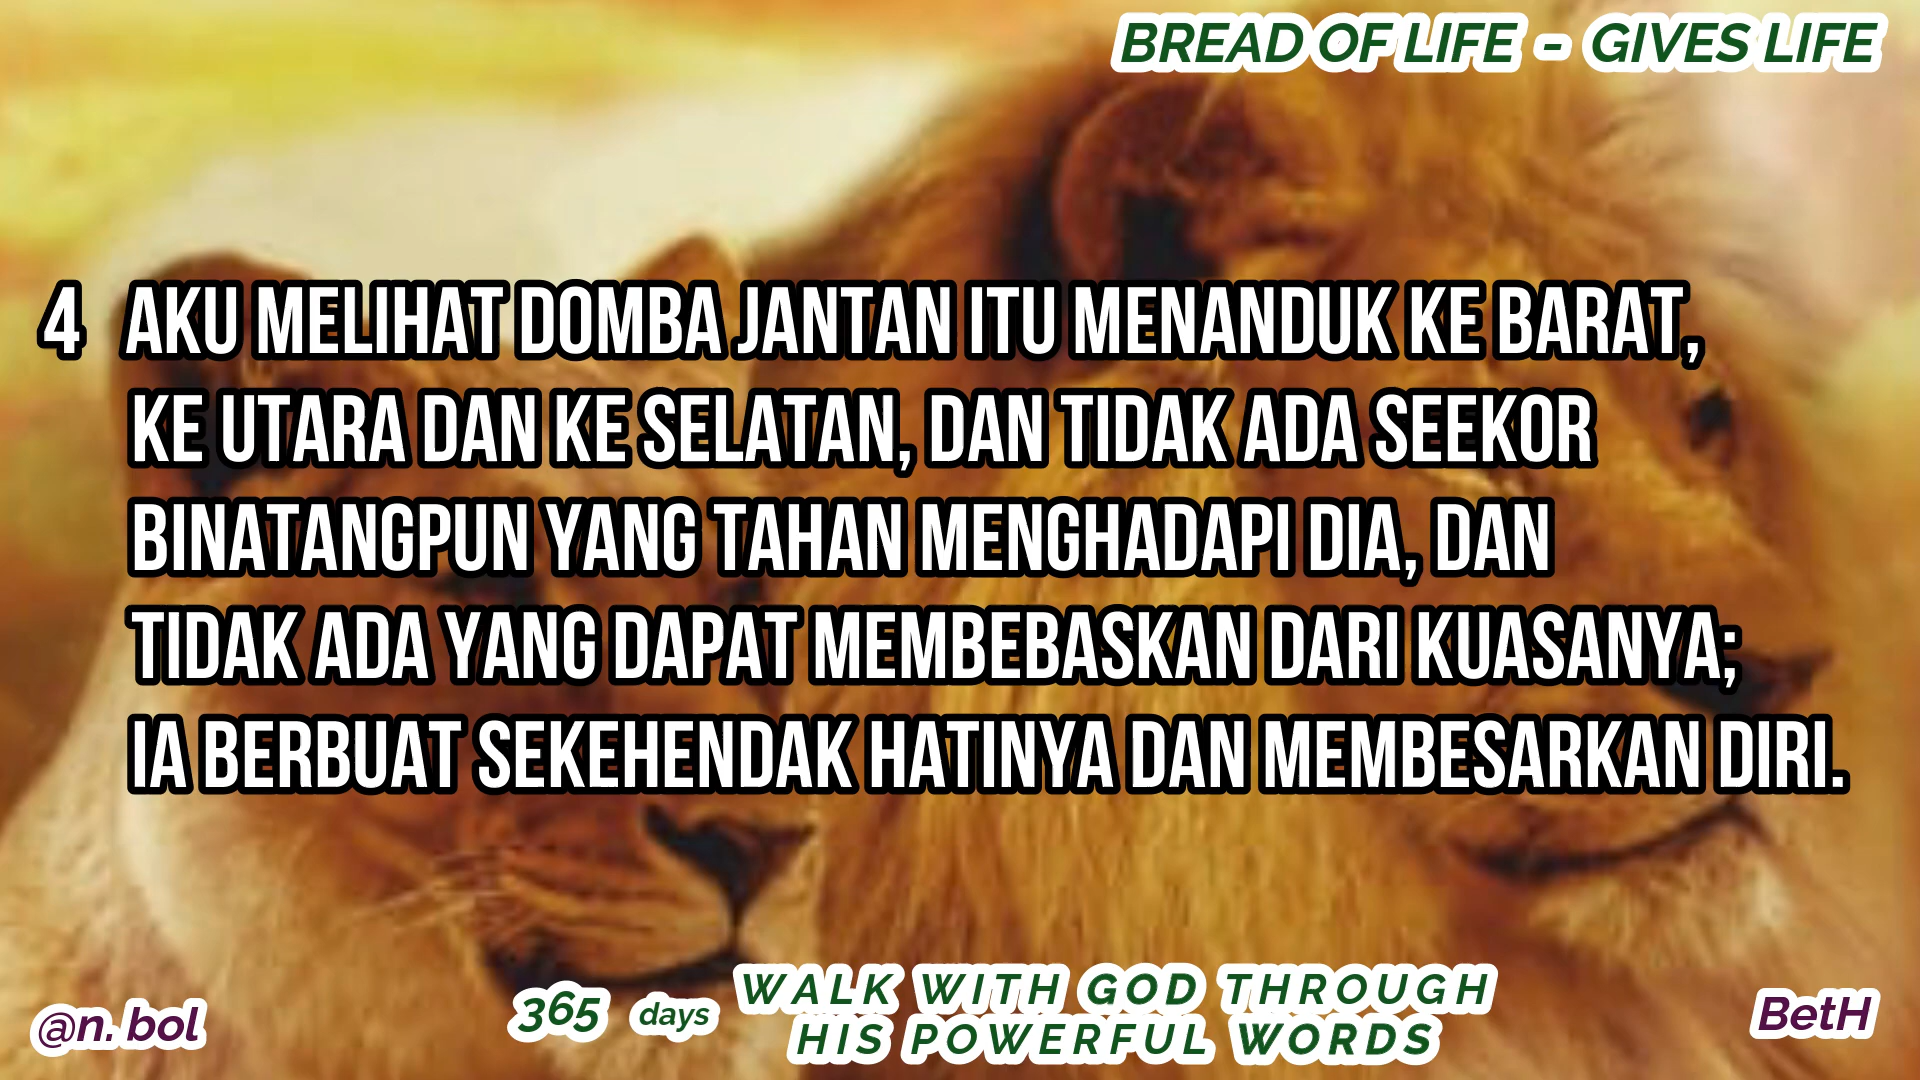 BREAD OF LIFE - GIVES LIFE
4 AKU MELIHAT DOMBA JANTAN ITU MENANDUK KE BARAT,
KE UTARA DAN KE SELATAN, DAN TIDAK ADA SEEKOR
BINATANGPUN YANG TAHAN MENGHADAPI DIA, DAN
TIDAK ADA YANG DAPAT MEMBEBASKAN DARI KUASANYA;
IA BERBUAT SEKEHENDAK HATINYA DAN MEMBESARKAN DIRI.
@n. bol
365 days
WALK WITH GOD THROUGH
HIS POWERFUL WORDS
BetH